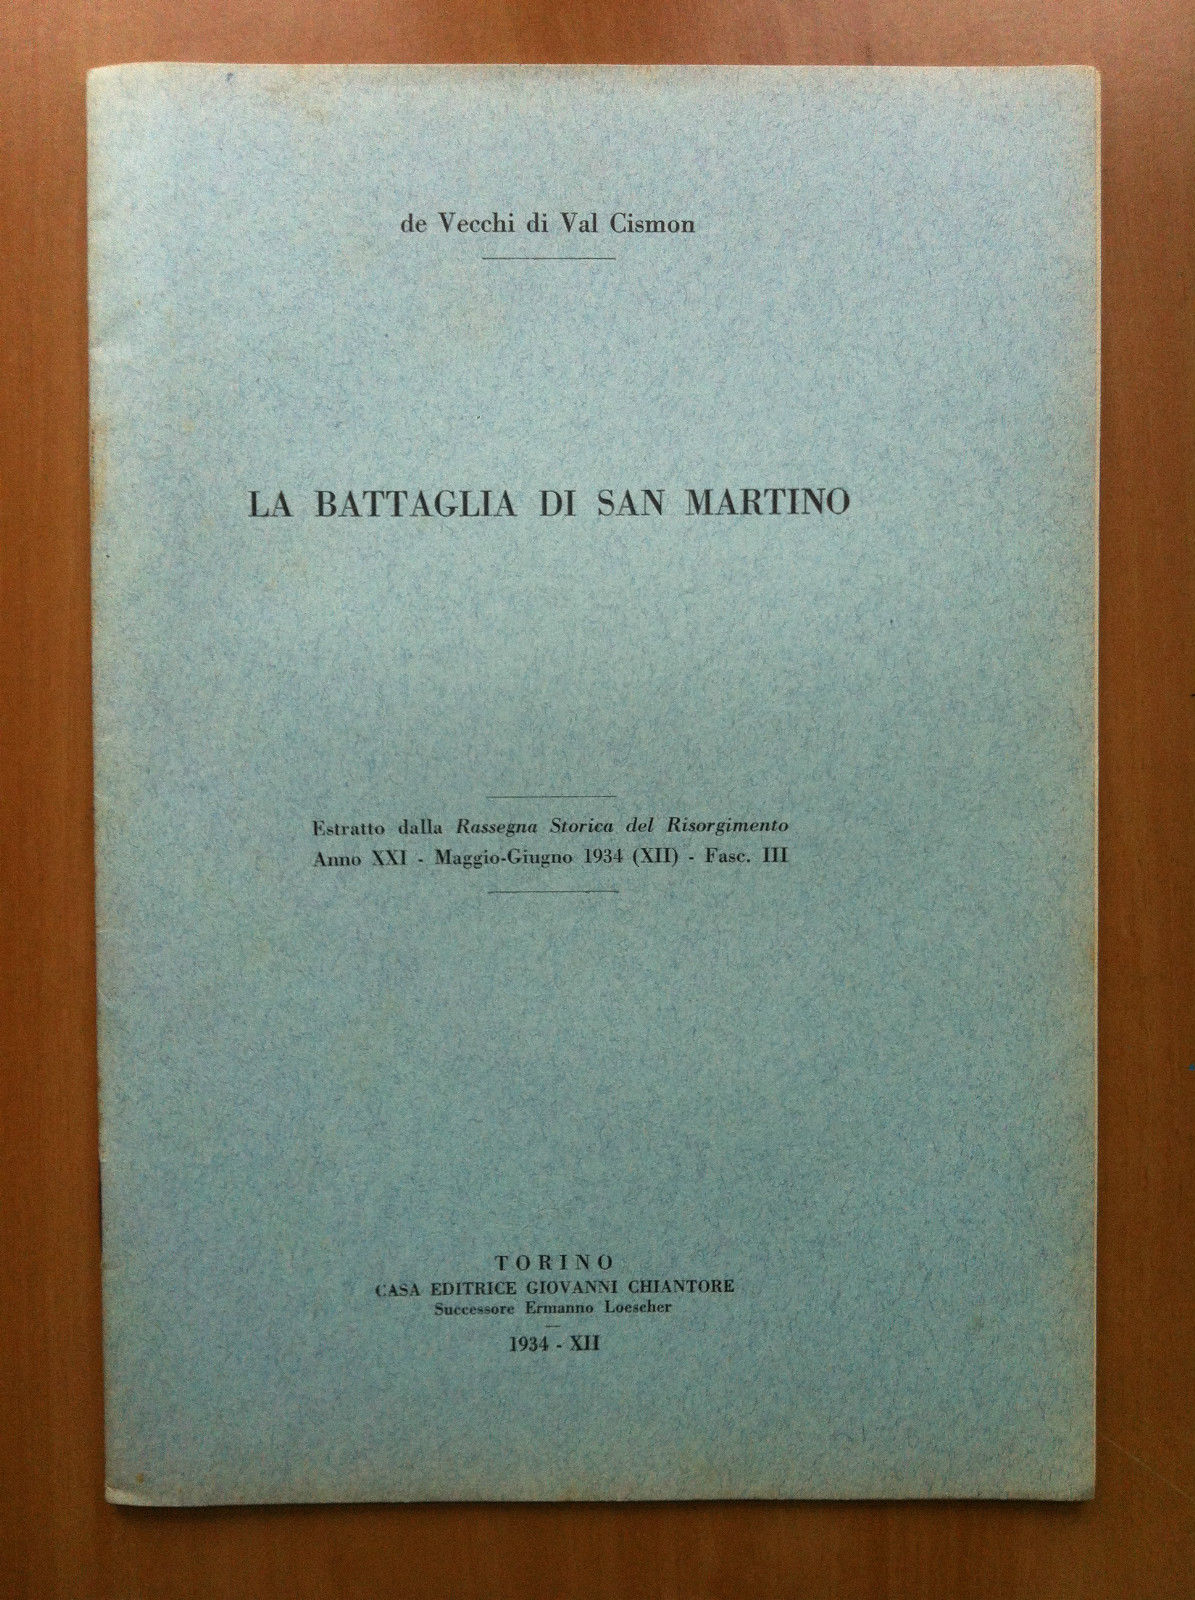 de Vecchi di Val Cismon
LA BATTAGLIA DI SAN MARTINO
Estratto dalla Rassegna Storica del Risorgimento
Anno XXI - Maggio-Giugno 1934 (XII) - Fasc. III
TORINO
CASA EDITRICE GIOVANNI CHIANTORE
Successore Ermanno Loescher
1934 - XII